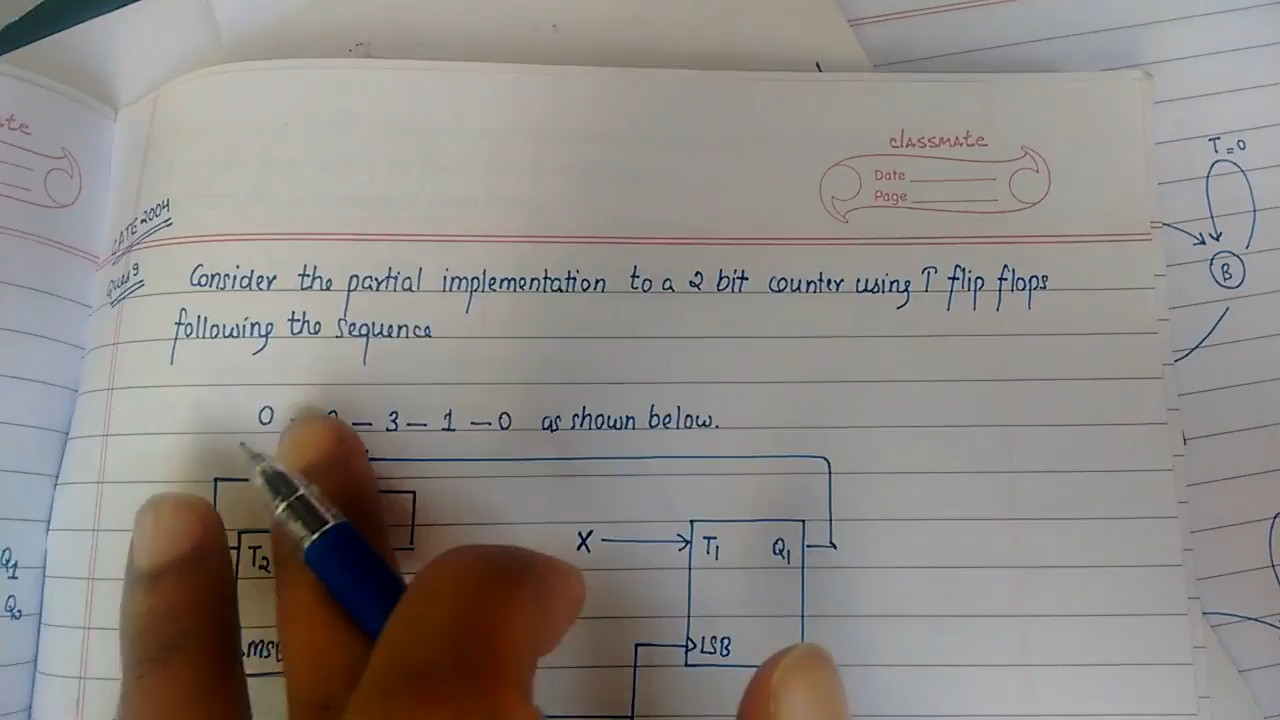 classmate
Date
Page
T=0
GATE 2004
Ques 9
Consider the partial implementation to a 2 bit counter using T flip flops
B
following the sequence
0 - 2 - 3 - 1 - 0 as shown below.
X T1 Q1
T2
Q1
Q0
LSB